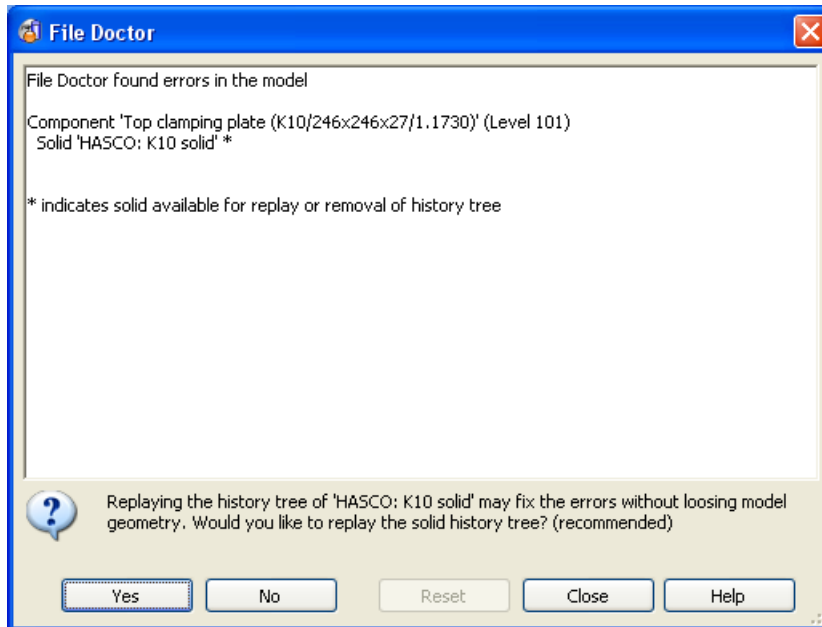 File Doctor
File Doctor found errors in the model
Component 'Top clamping plate (K10/246x246x27/1.1730)' (Level 101)
Solid 'HASCO: K10 solid' *
* indicates solid available for replay or removal of history tree
Replaying the history tree of 'HASCO: K10 solid' may fix the errors without loosing model
geometry. Would you like to replay the solid history tree? (recommended)
Yes No Reset Close Help